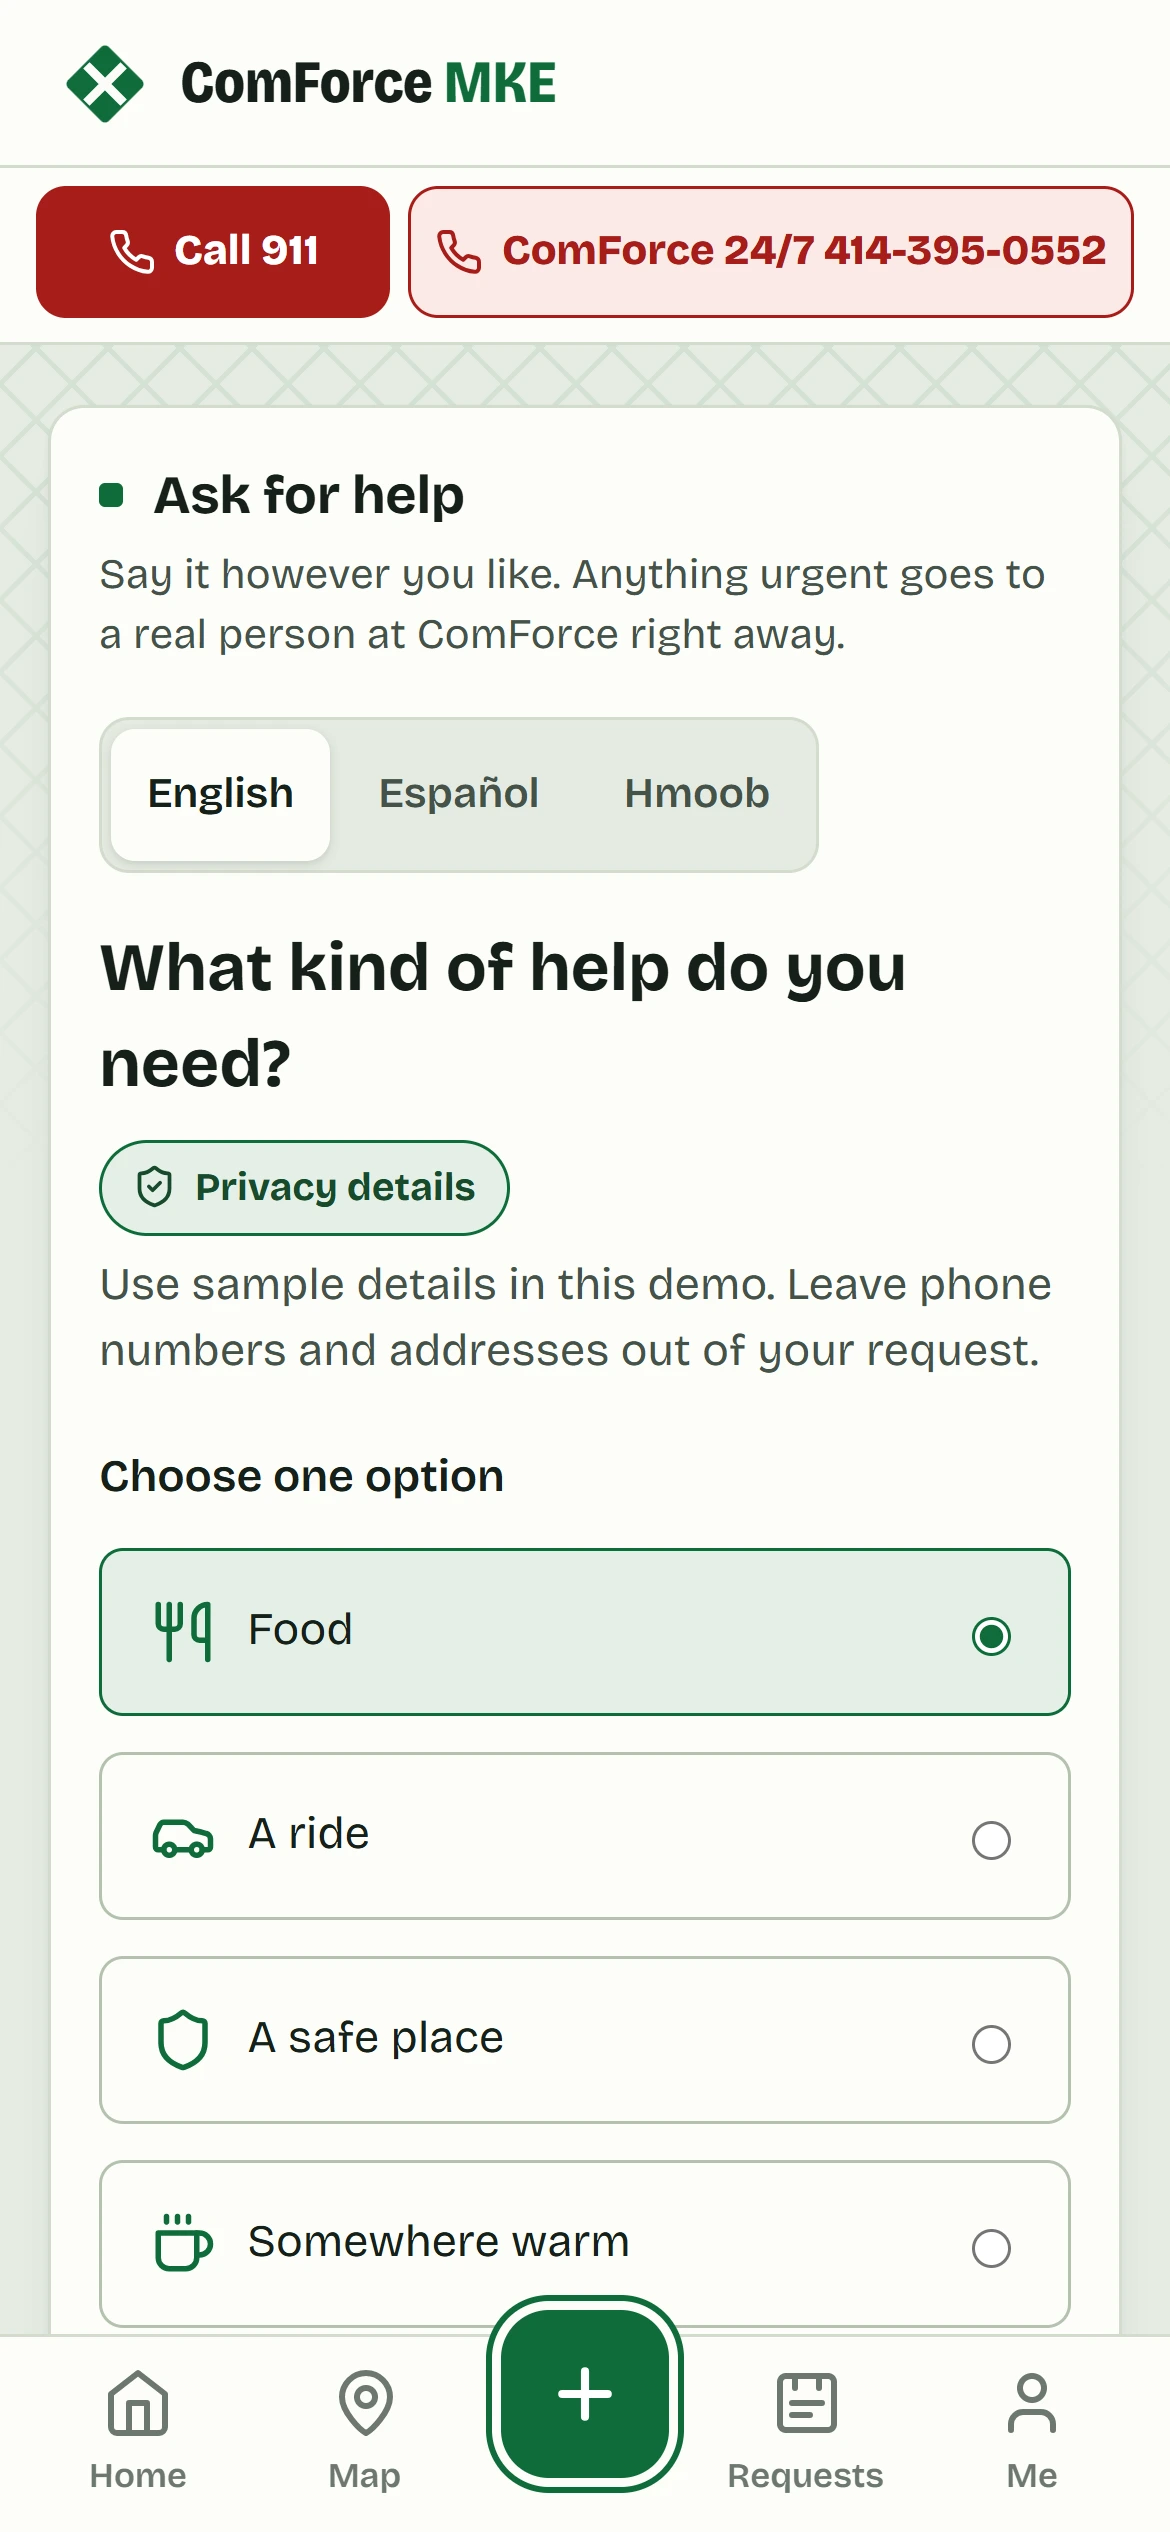 ComForce MKE
Call 911
ComForce 24/7 414-395-0552
Ask for help
Say it however you like. Anything urgent goes to
a real person at ComForce right away.
English
Español
Hmoob
What kind of help do you
need?
Privacy details
Use sample details in this demo. Leave phone
numbers and addresses out of your request.
Choose one option
Food
A ride
A safe place
Somewhere warm
Home
Map
Requests
Me